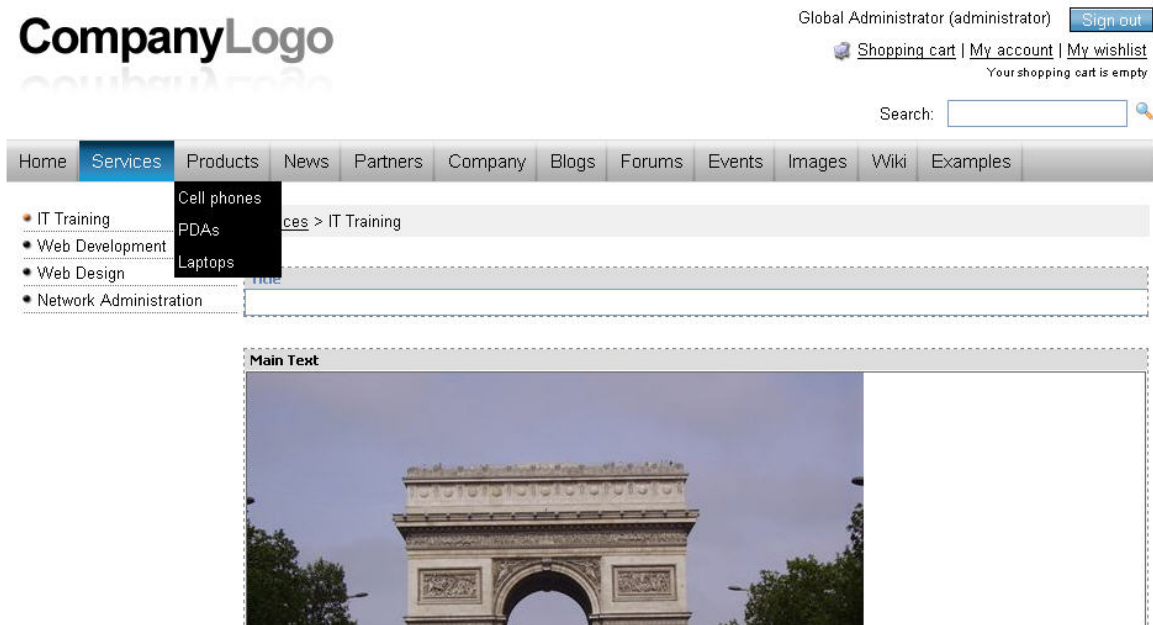 CompanyLogo
Global Administrator (administrator) Sign out
Shopping cart | My account | My wishlist
Your shopping cart is empty
Search:
Home Services Products News Partners Company Blogs Forums Events Images Wiki Examples
Cell phones
PDAs
Laptops
IT Training
Web Development
Web Design
Network Administration
ces > IT Training
Title
Main Text